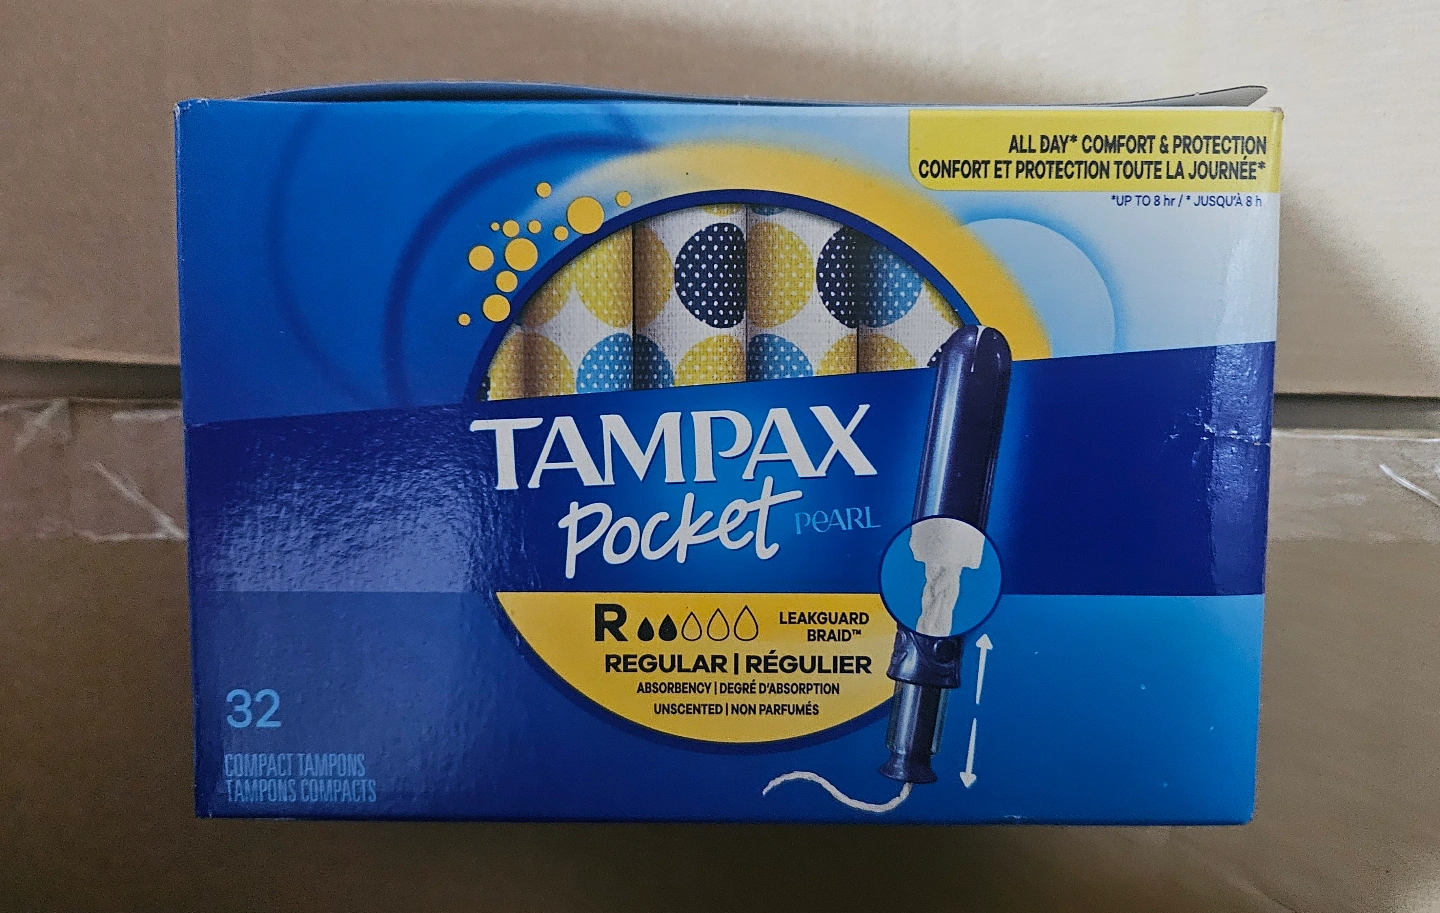 ALL DAY* COMFORT & PROTECTION
CONFORT ET PROTECTION TOUTE LA JOURNÉE*
*UP TO 8 hr / * JUSQU'À 8 h
TAMPAX
Pocket PEARL
R
LEAKGUARD
BRAID™
REGULAR | RÉGULIER
ABSORBENCY | DEGRÉ D'ABSORPTION
UNSCENTED | NON PARFUMÉS
32
COMPACT TAMPONS
TAMPONS COMPACTS